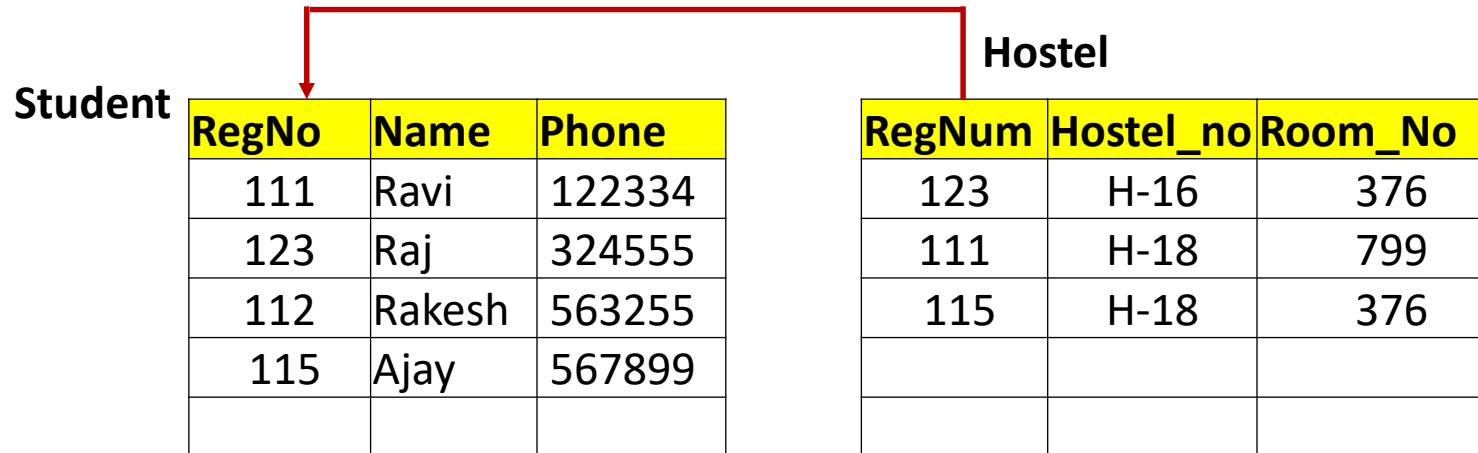 Hostel
Student
RegNo Name Phone RegNum Hostel_no Room_No
111 Ravi 122334 123 H-16 376
123 Raj 324555 111 H-18 799
112 Rakesh 563255 115 H-18 376
115 Ajay 567899